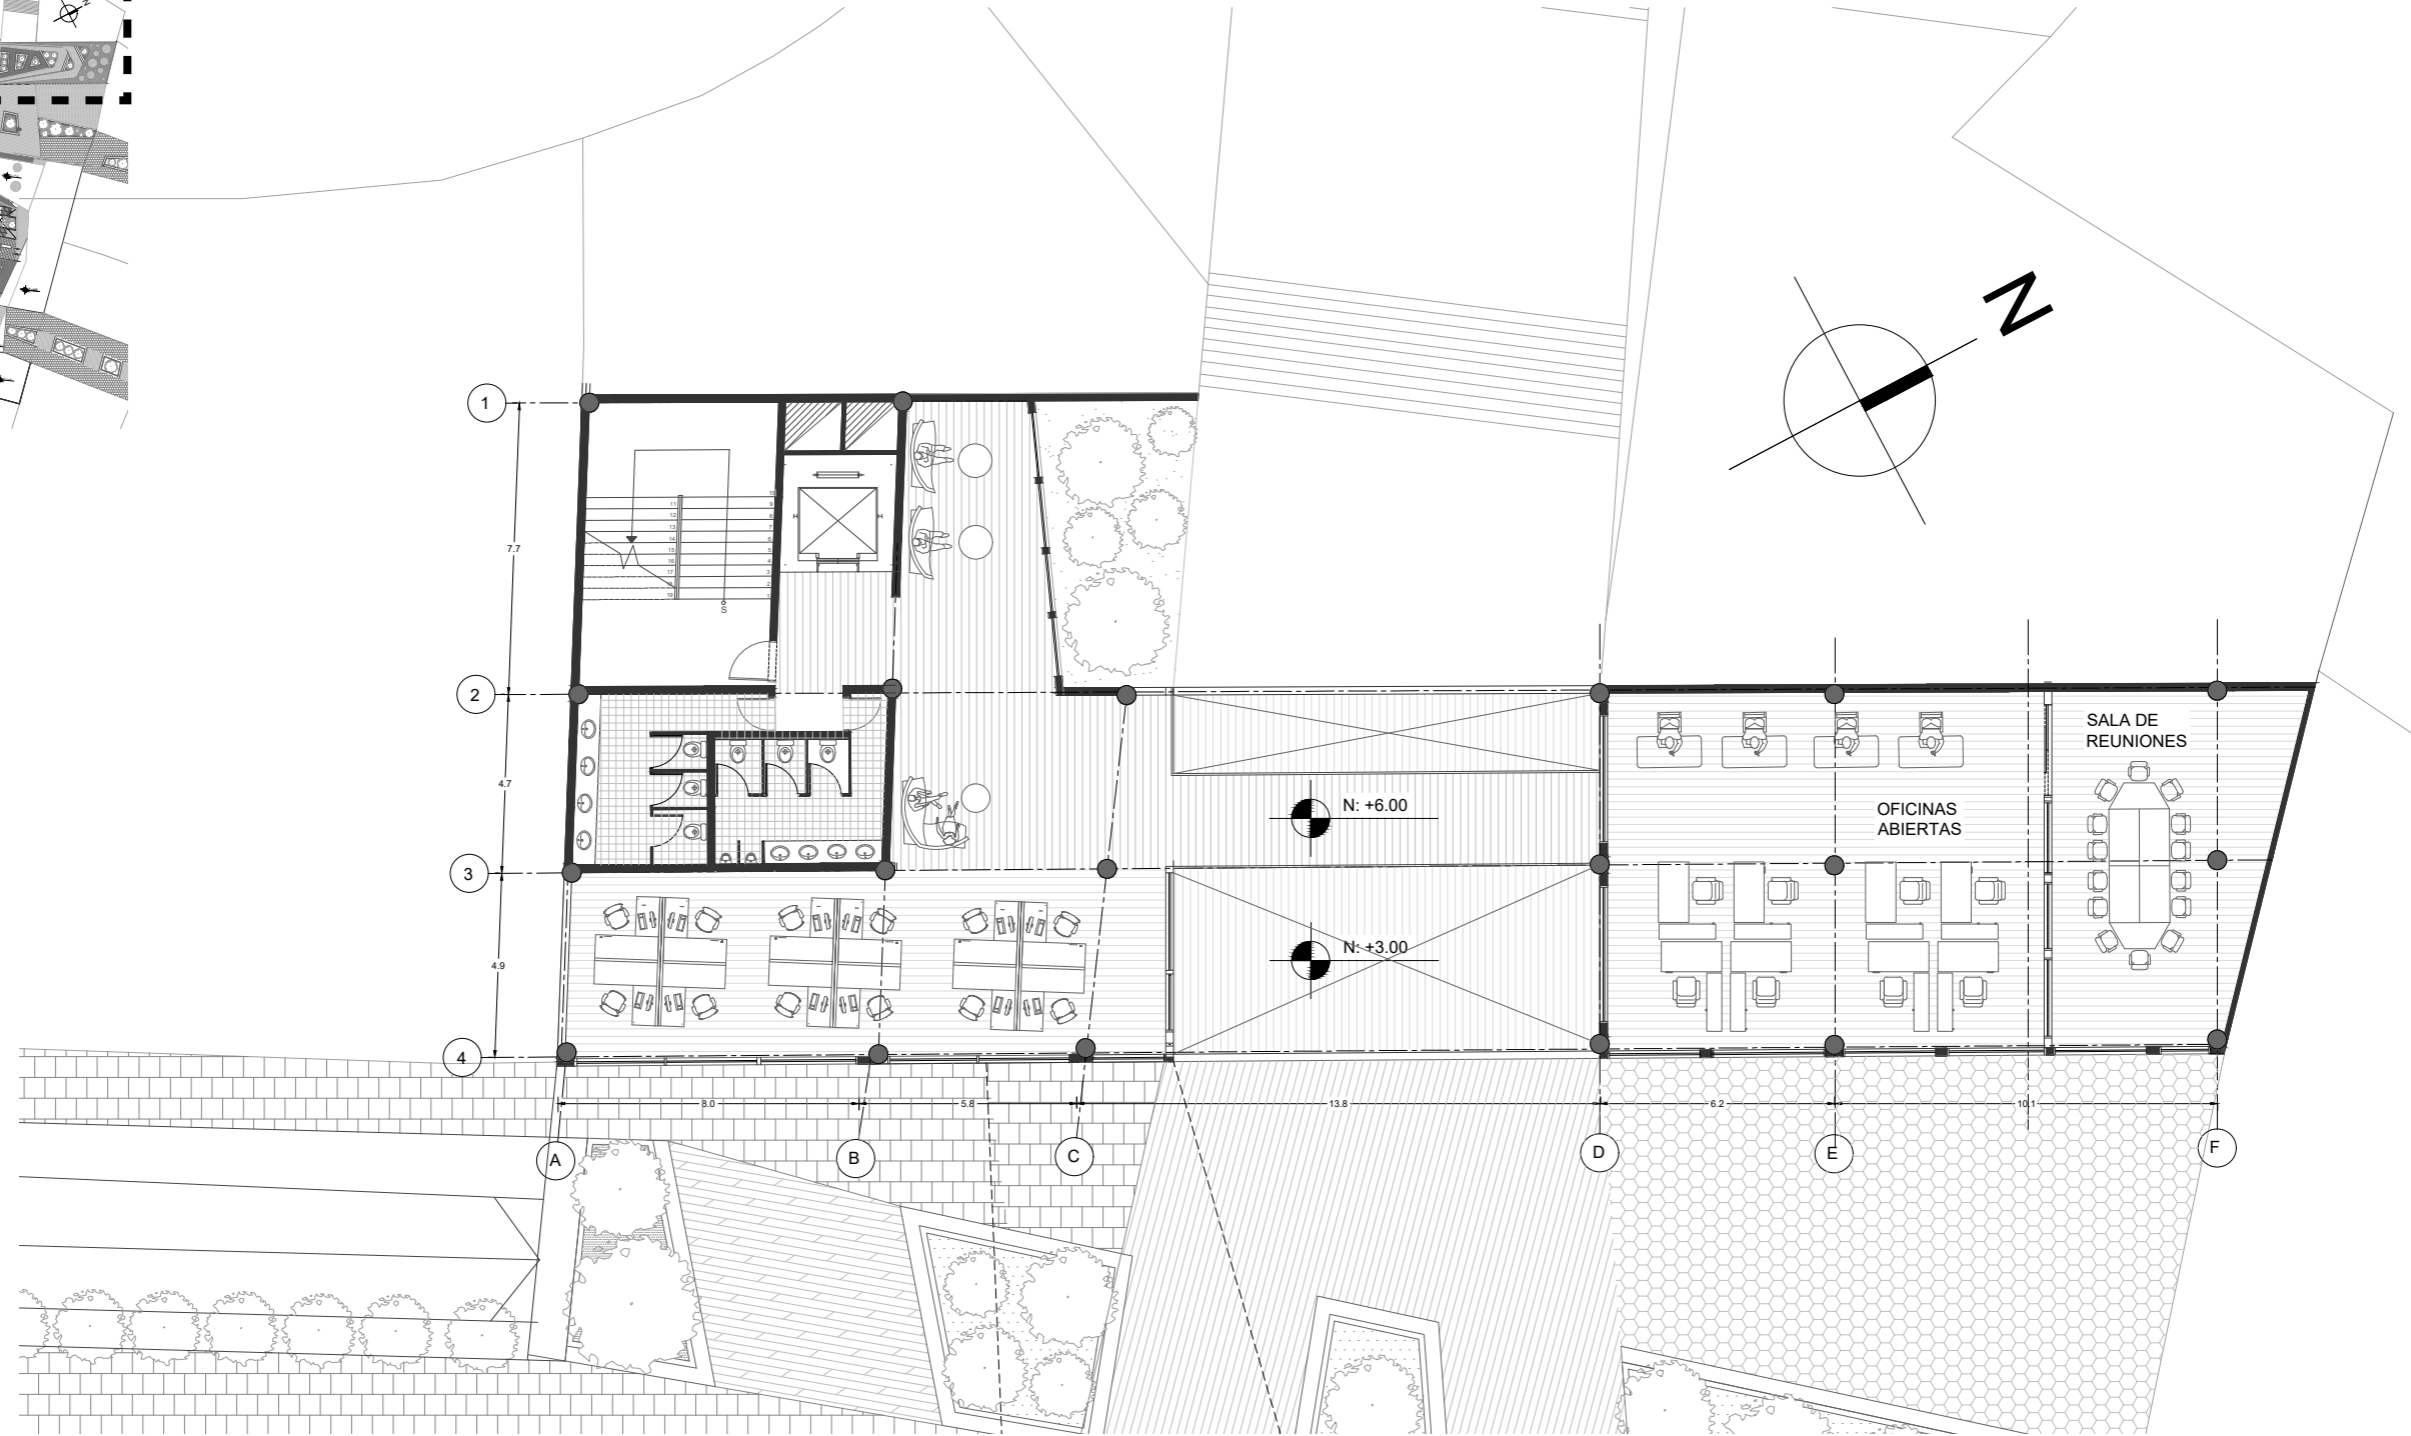 N
1
2
3
4
7.7
4.7
4.9
S
SALA DE
REUNIONES
OFICINAS
ABIERTAS
N: +6.00
N: +3.00
8.0
5.8
13.8
6.2
10.1
A
B
C
D
E
F